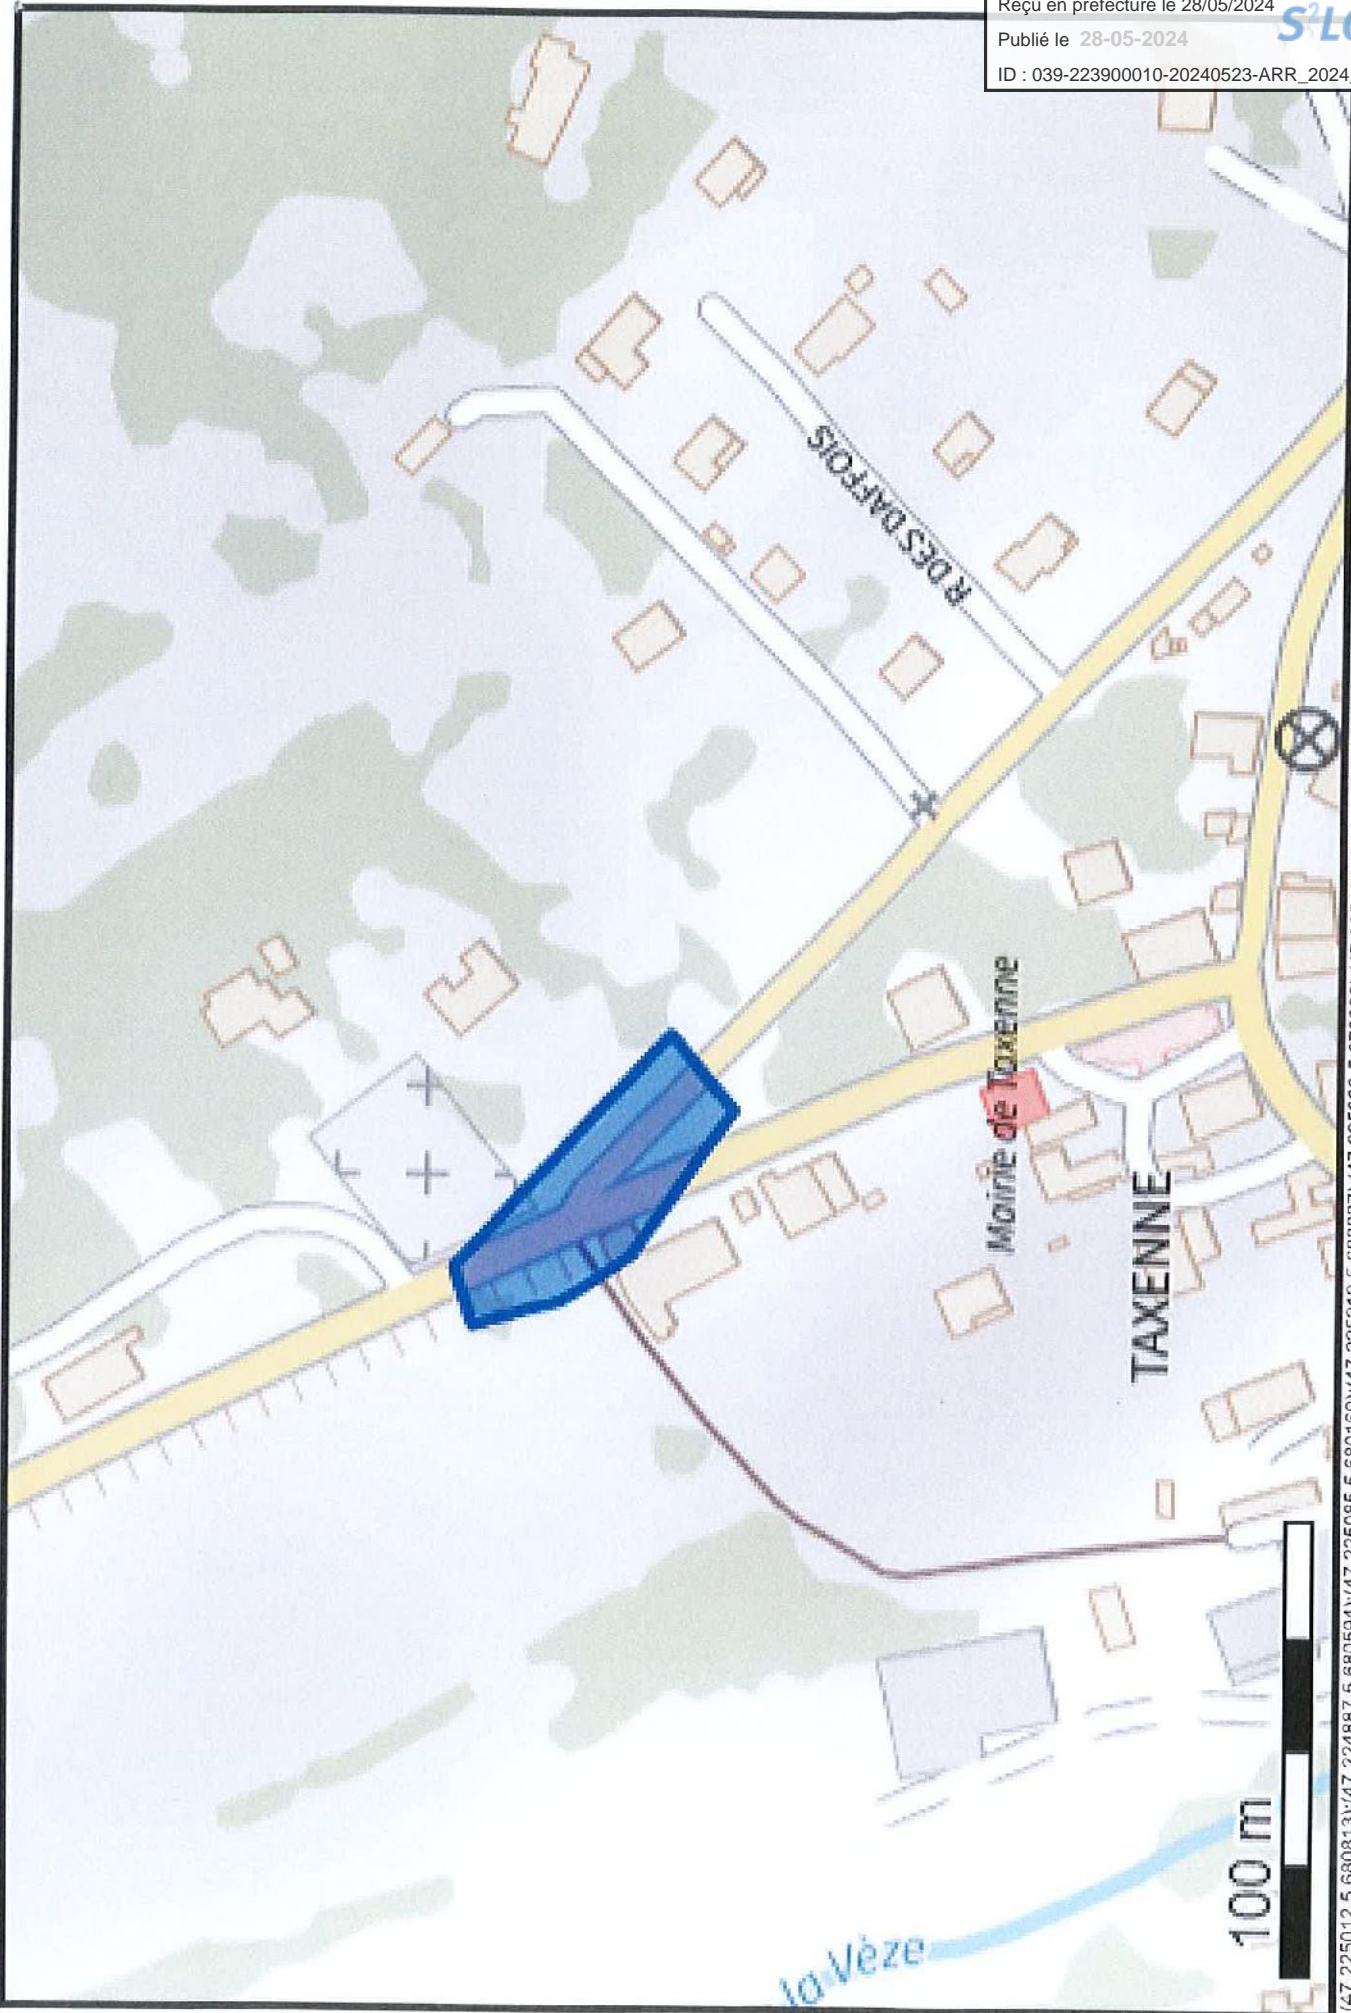 Reçu en préfecture le 28/05/2024
Publié le 28-05-2024
ID : 039-223900010-20240523-ARR_2024_
R DES DAFFOIS
Mairie de Taxenne
TAXENNE
la Vèze
100 m